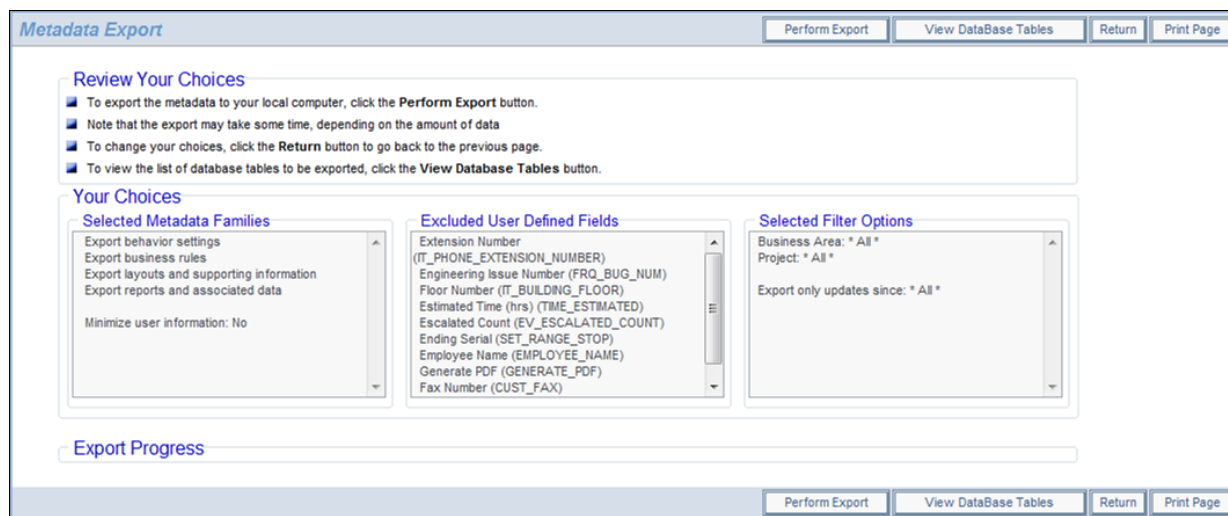 Metadata Export
Perform Export
View DataBase Tables
Return
Print Page
Review Your Choices
To export the metadata to your local computer, click the Perform Export button.
Note that the export may take some time, depending on the amount of data
To change your choices, click the Return button to go back to the previous page.
To view the list of database tables to be exported, click the View Database Tables button.
Your Choices
Selected Metadata Families
Export behavior settings
Export business rules
Export layouts and supporting information
Export reports and associated data
Minimize user information: No
Excluded User Defined Fields
Extension Number
(IT_PHONE_EXTENSION_NUMBER)
Engineering Issue Number (FRQ_BUG_NUM)
Floor Number (IT_BUILDING_FLOOR)
Estimated Time (hrs) (TIME_ESTIMATED)
Escalated Count (EV_ESCALATED_COUNT)
Ending Serial (SET_RANGE_STOP)
Employee Name (EMPLOYEE_NAME)
Generate PDF (GENERATE_PDF)
Fax Number (CUST_FAX)
Selected Filter Options
Business Area: * All *
Project: * All *
Export only updates since: * All *
Export Progress
Perform Export
View DataBase Tables
Return
Print Page